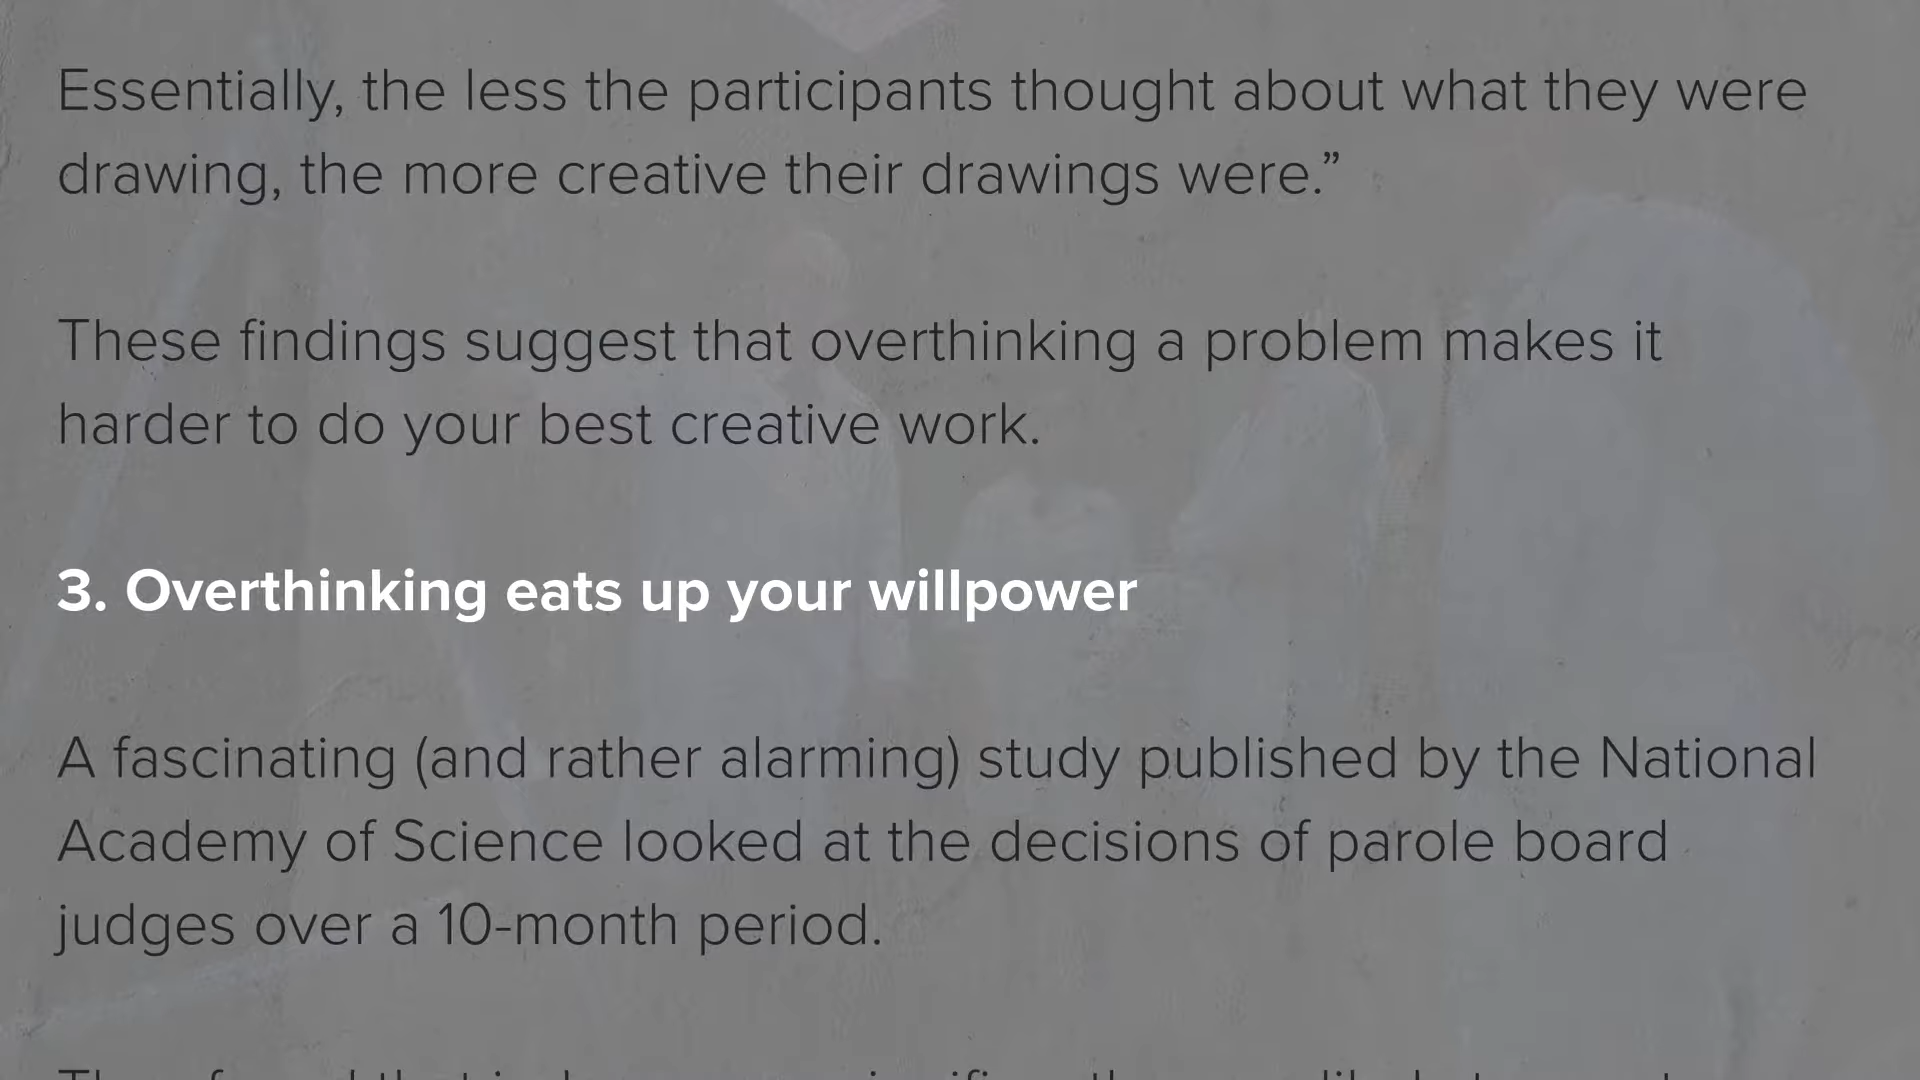 Essentially, the less the participants thought about what they were
drawing, the more creative their drawings were.”
These findings suggest that overthinking a problem makes it
harder to do your best creative work.
3. Overthinking eats up your willpower
A fascinating (and rather alarming) study published by the National
Academy of Science looked at the decisions of parole board
judges over a 10-month period.